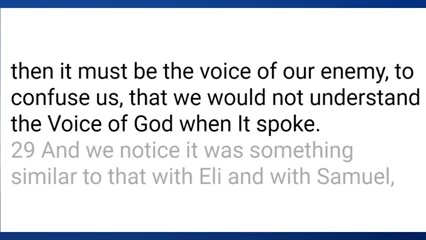 then it must be the voice of our enemy, to
confuse us, that we would not understand
the Voice of God when It spoke.
29 And we notice it was something
similar to that with Eli and with Samuel,